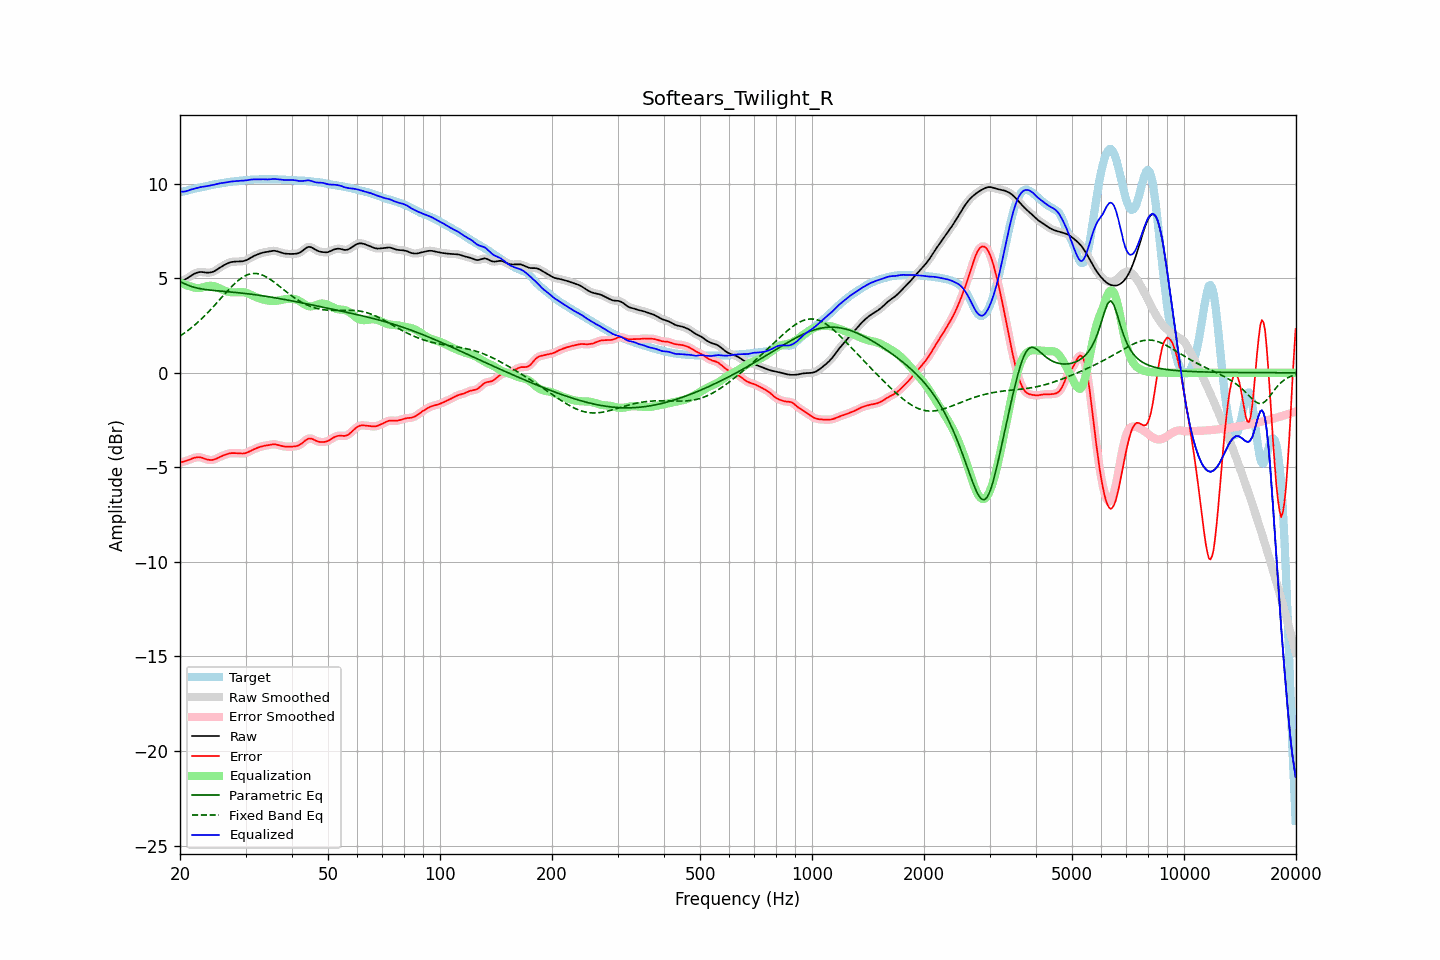 Softears_Twilight_R
10
5
0
−5
−10
−15
−20
−25
Amplitude (dBr)
Target
Raw Smoothed
Error Smoothed
Raw
Error
Equalization
Parametric Eq
Fixed Band Eq
Equalized
20 50 100 200 500 1000 2000 5000 10000 20000
Frequency (Hz)